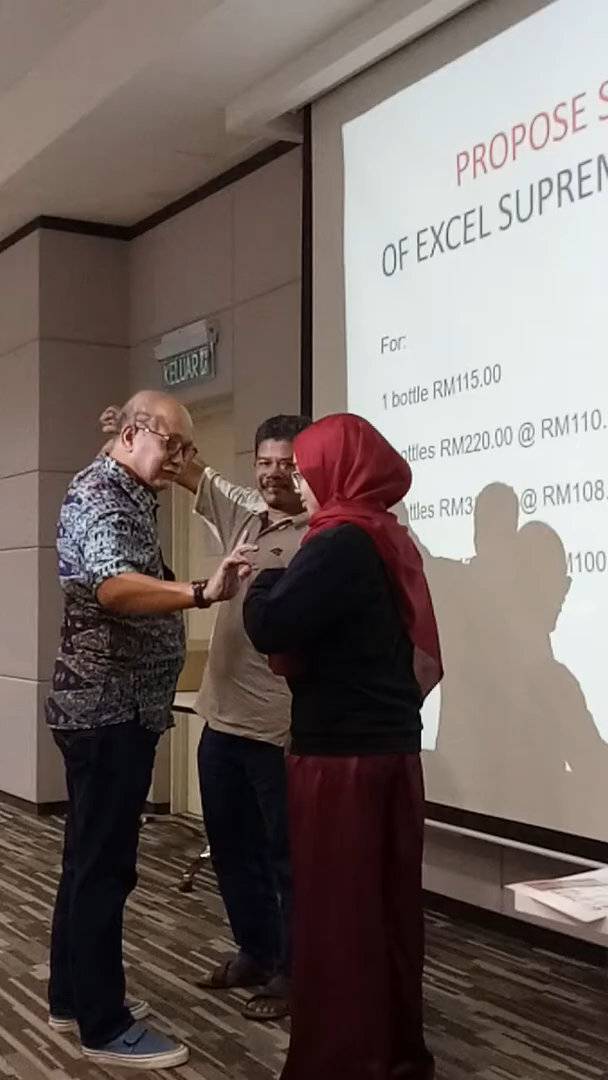 KELUAR
PROPOSE S
OF EXCEL SUPREM
For:
1 bottle RM115.00
ottles RM220.00 @ RM110.
ttles RM3 @ RM108.
M100